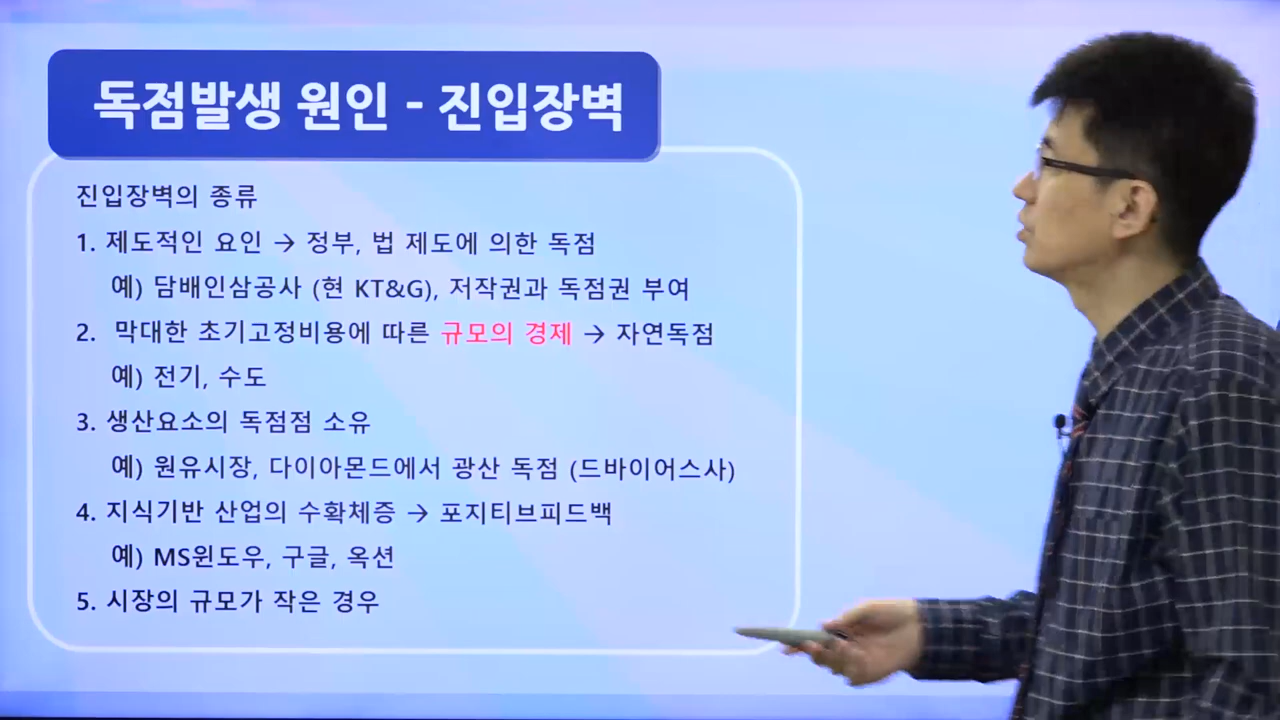 독점발생 원인 - 진입장벽
진입장벽의 종류
1. 제도적인 요인 → 정부, 법 제도에 의한 독점
예) 담배인삼공사 (현 KT&G), 저작권과 독점권 부여
2. 막대한 초기고정비용에 따른 규모의 경제 → 자연독점
예) 전기, 수도
3. 생산요소의 독점점 소유
예) 원유시장, 다이아몬드에서 광산 독점 (드바이어스사)
4. 지식기반 산업의 수확체증 → 포지티브피드백
예) MS윈도우, 구글, 옥션
5. 시장의 규모가 작은 경우